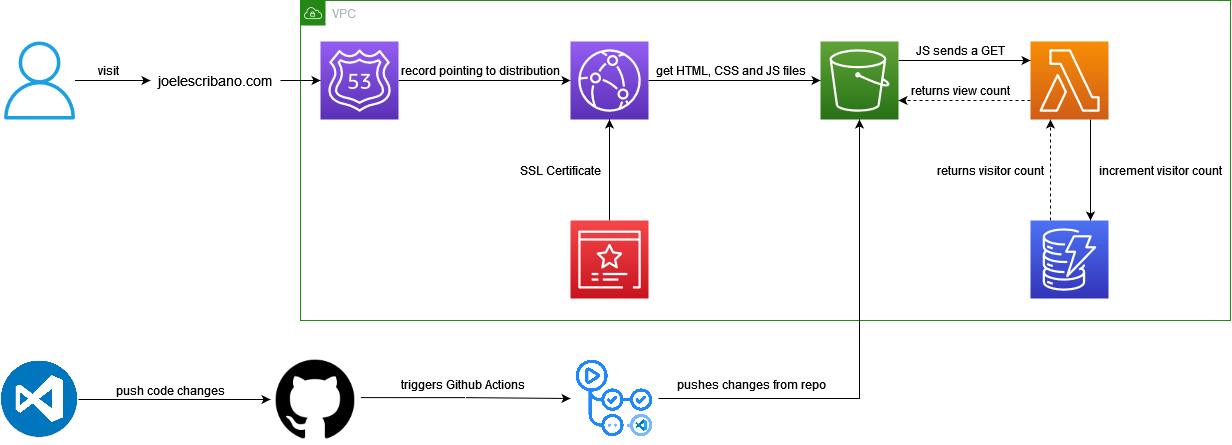 VPC
visit
joelescribano.com
53
record pointing to distribution
get HTML, CSS and JS files
JS sends a GET
returns view count
SSL Certificate
returns visitor count
increment visitor count
push code changes
triggers Github Actions
pushes changes from repo